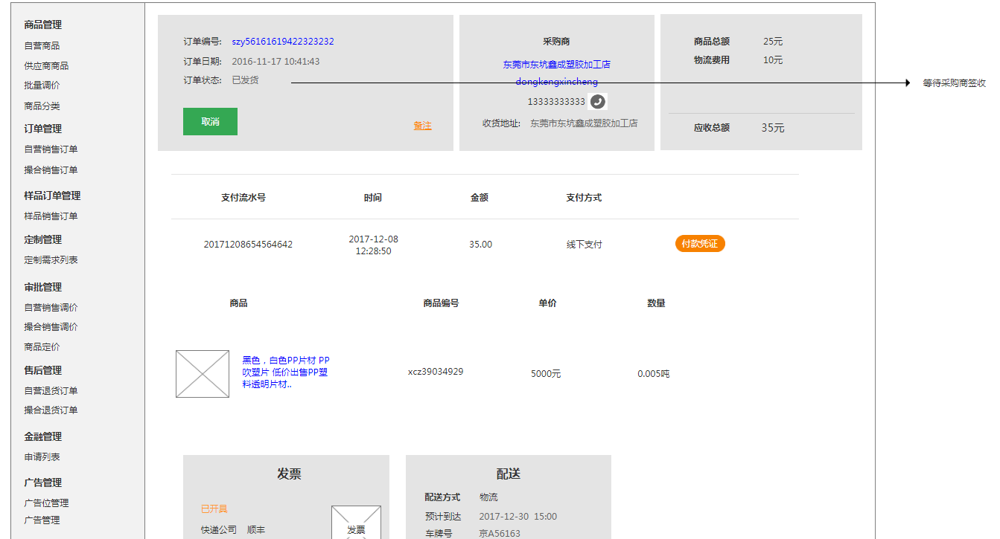 商品管理
自营商品
供应商商品
批量调价
商品分类
订单管理
自营销售订单
撮合销售订单
样品订单管理
样品销售订单
定制管理
定制需求列表
审批管理
自营销售调价
撮合销售调价
商品定价
售后管理
自营退货订单
撮合退货订单
金融管理
申请列表
广告管理
广告位管理
广告管理
订单编号: szy56161619422323232
订单日期: 2016-11-17 10:41:43
订单状态: 已发货
取消
备注
采购商
东莞市东坑鑫成塑胶加工店
dongkengxincheng
13333333333
收货地址: 东莞市东坑鑫成塑胶加工店
商品总额 25元
物流费用 10元
应收总额 35元
等待采购商签收
支付流水号 时间 金额 支付方式
20171208654564642 2017-12-08 12:28:50 35.00 线下支付 付款凭证
商品 商品编号 单价 数量
黑色，白色PP片材 PP
吹塑片 低价出售PP塑
料透明片材..
xcz39034929 5000元 0.005吨
发票
已开具
快递公司 顺丰
发票
配送
配送方式 物流
预计到达 2017-12-30 15:00
车牌号 京A56163